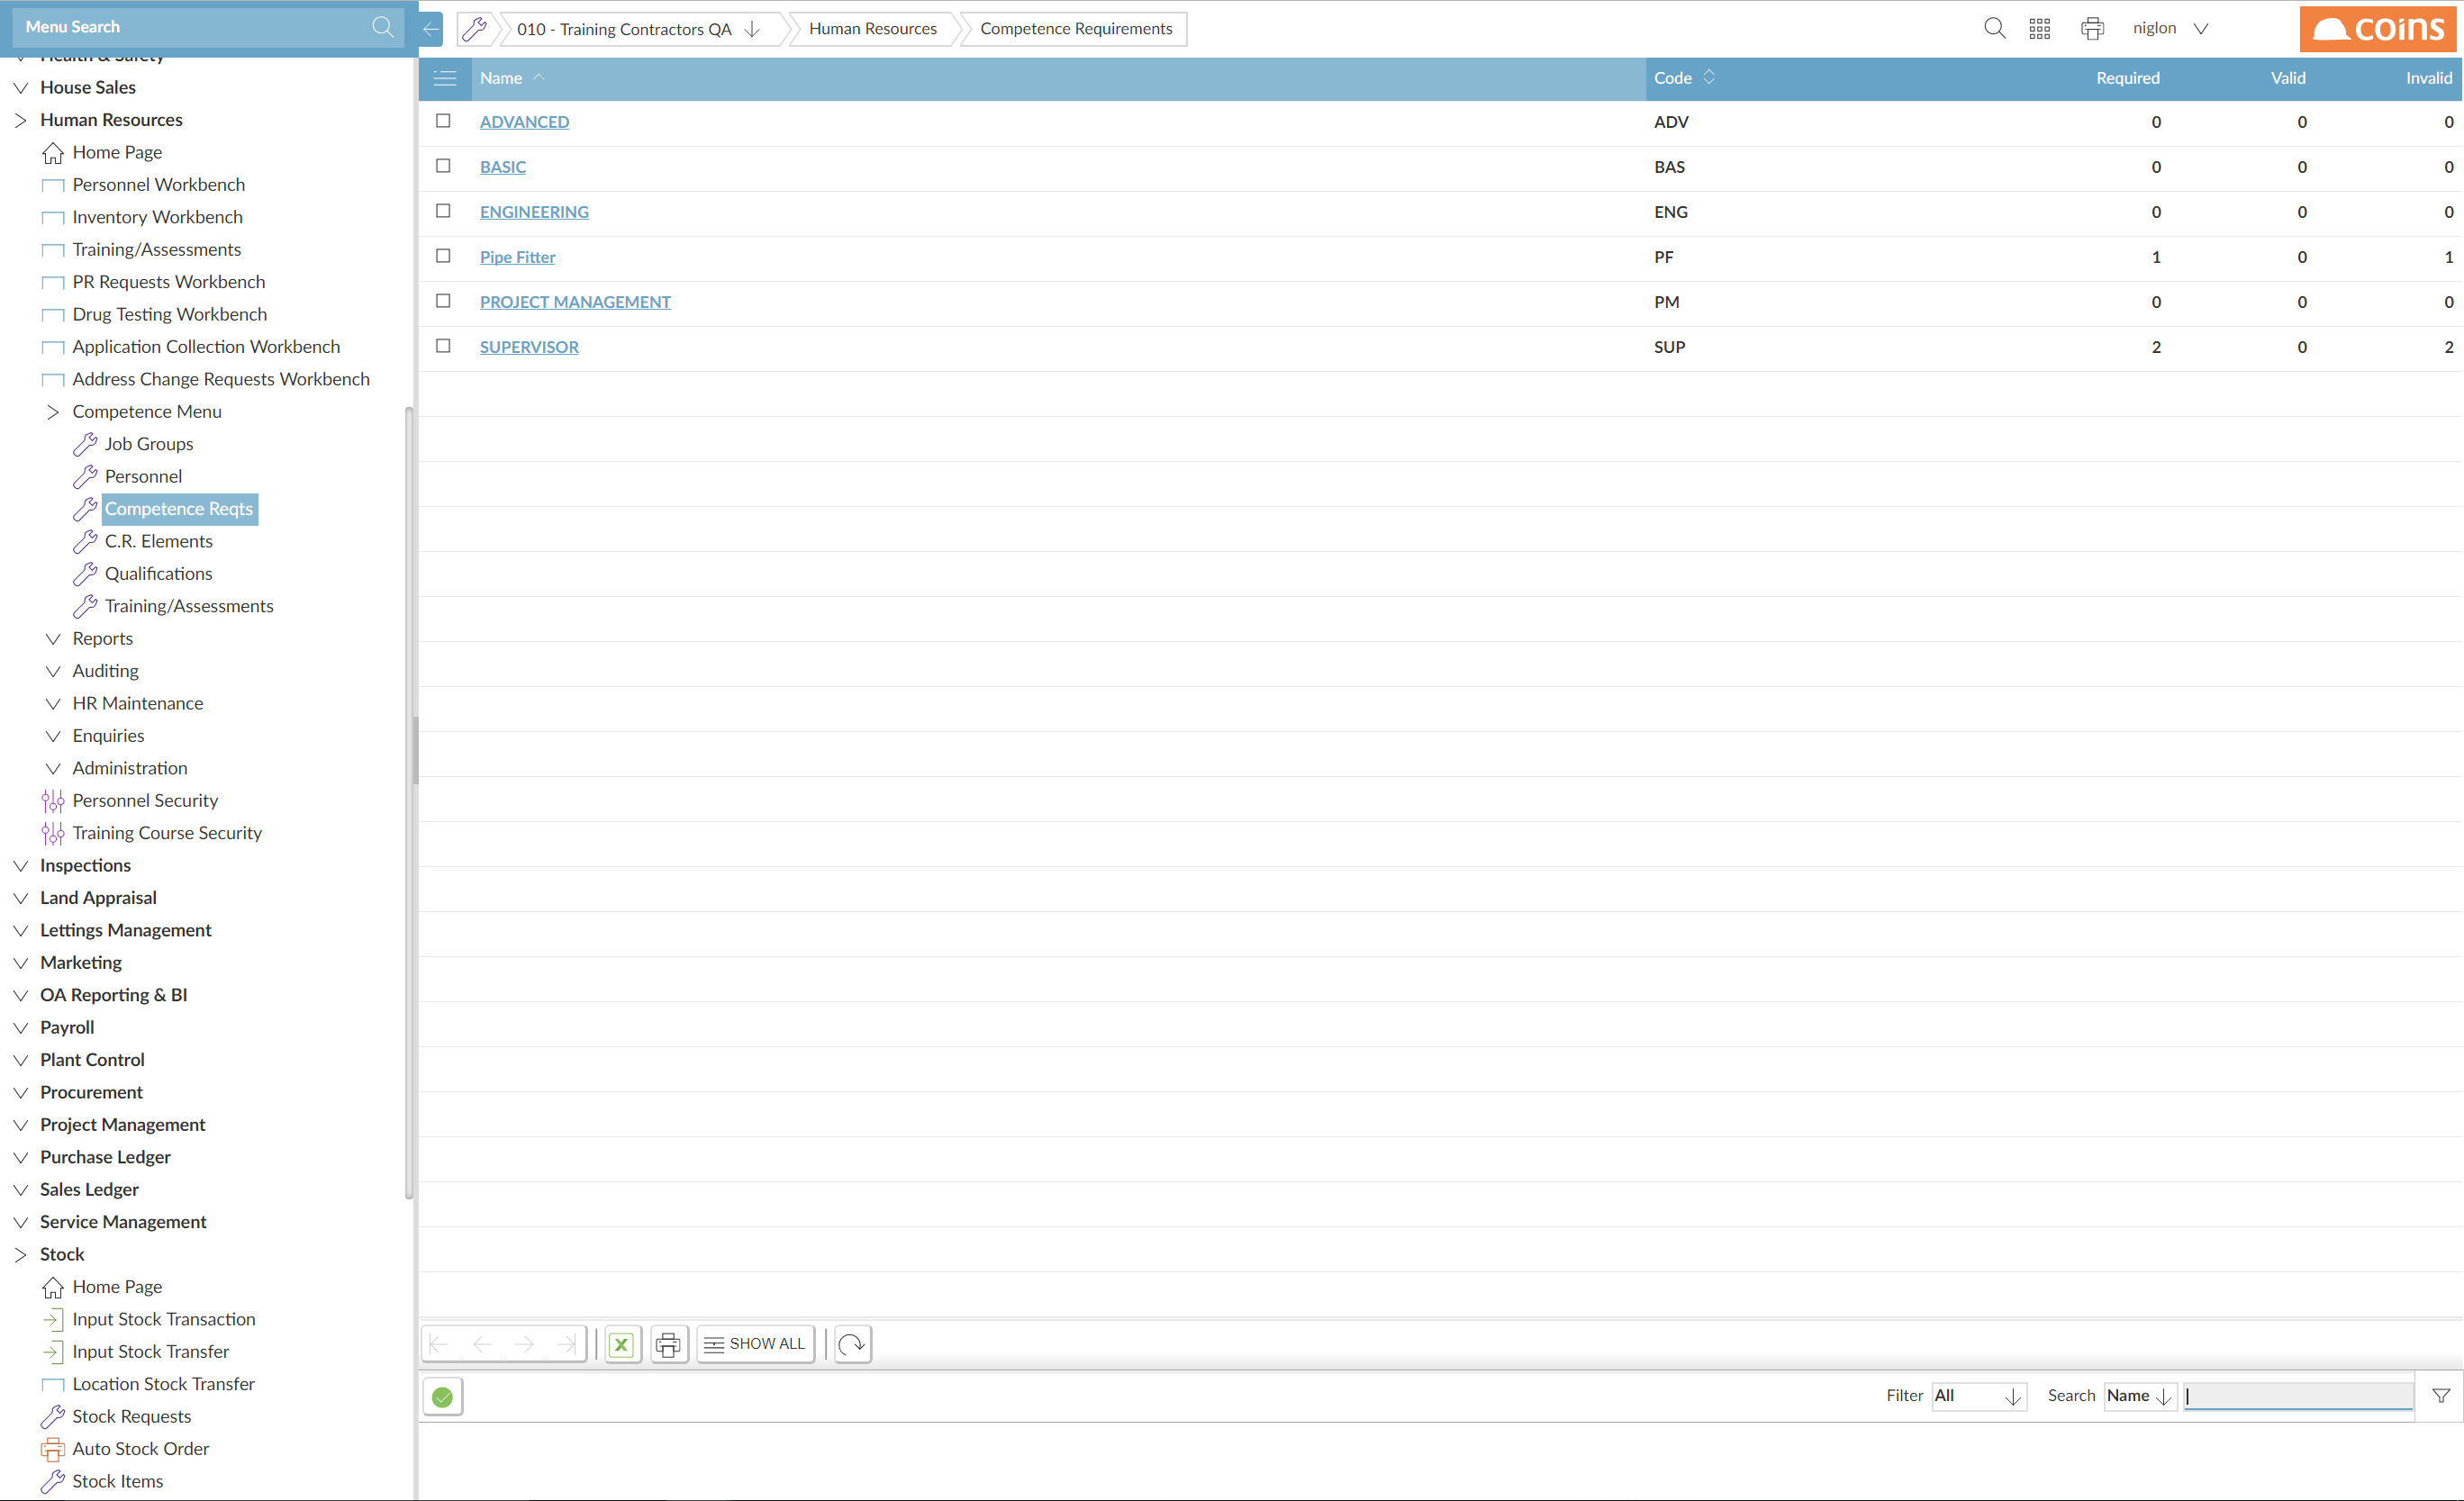 Menu Search
010 - Training Contractors QA
Human Resources
Competence Requirements
niglon
coins
Health & Safety
House Sales
Human Resources
Home Page
Personnel Workbench
Inventory Workbench
Training/Assessments
PR Requests Workbench
Drug Testing Workbench
Application Collection Workbench
Address Change Requests Workbench
Competence Menu
Job Groups
Personnel
Competence Reqts
C.R. Elements
Qualifications
Training/Assessments
Reports
Auditing
HR Maintenance
Enquiries
Administration
Personnel Security
Training Course Security
Inspections
Land Appraisal
Lettings Management
Marketing
OA Reporting & BI
Payroll
Plant Control
Procurement
Project Management
Purchase Ledger
Sales Ledger
Service Management
Stock
Home Page
Input Stock Transaction
Input Stock Transfer
Location Stock Transfer
Stock Requests
Auto Stock Order
Stock Items
Name Code Required Valid Invalid
ADVANCED ADV 0 0 0
BASIC BAS 0 0 0
ENGINEERING ENG 0 0 0
Pipe Fitter PF 1 0 1
PROJECT MANAGEMENT PM 0 0 0
SUPERVISOR SUP 2 0 2
SHOW ALL
Filter All Search Name